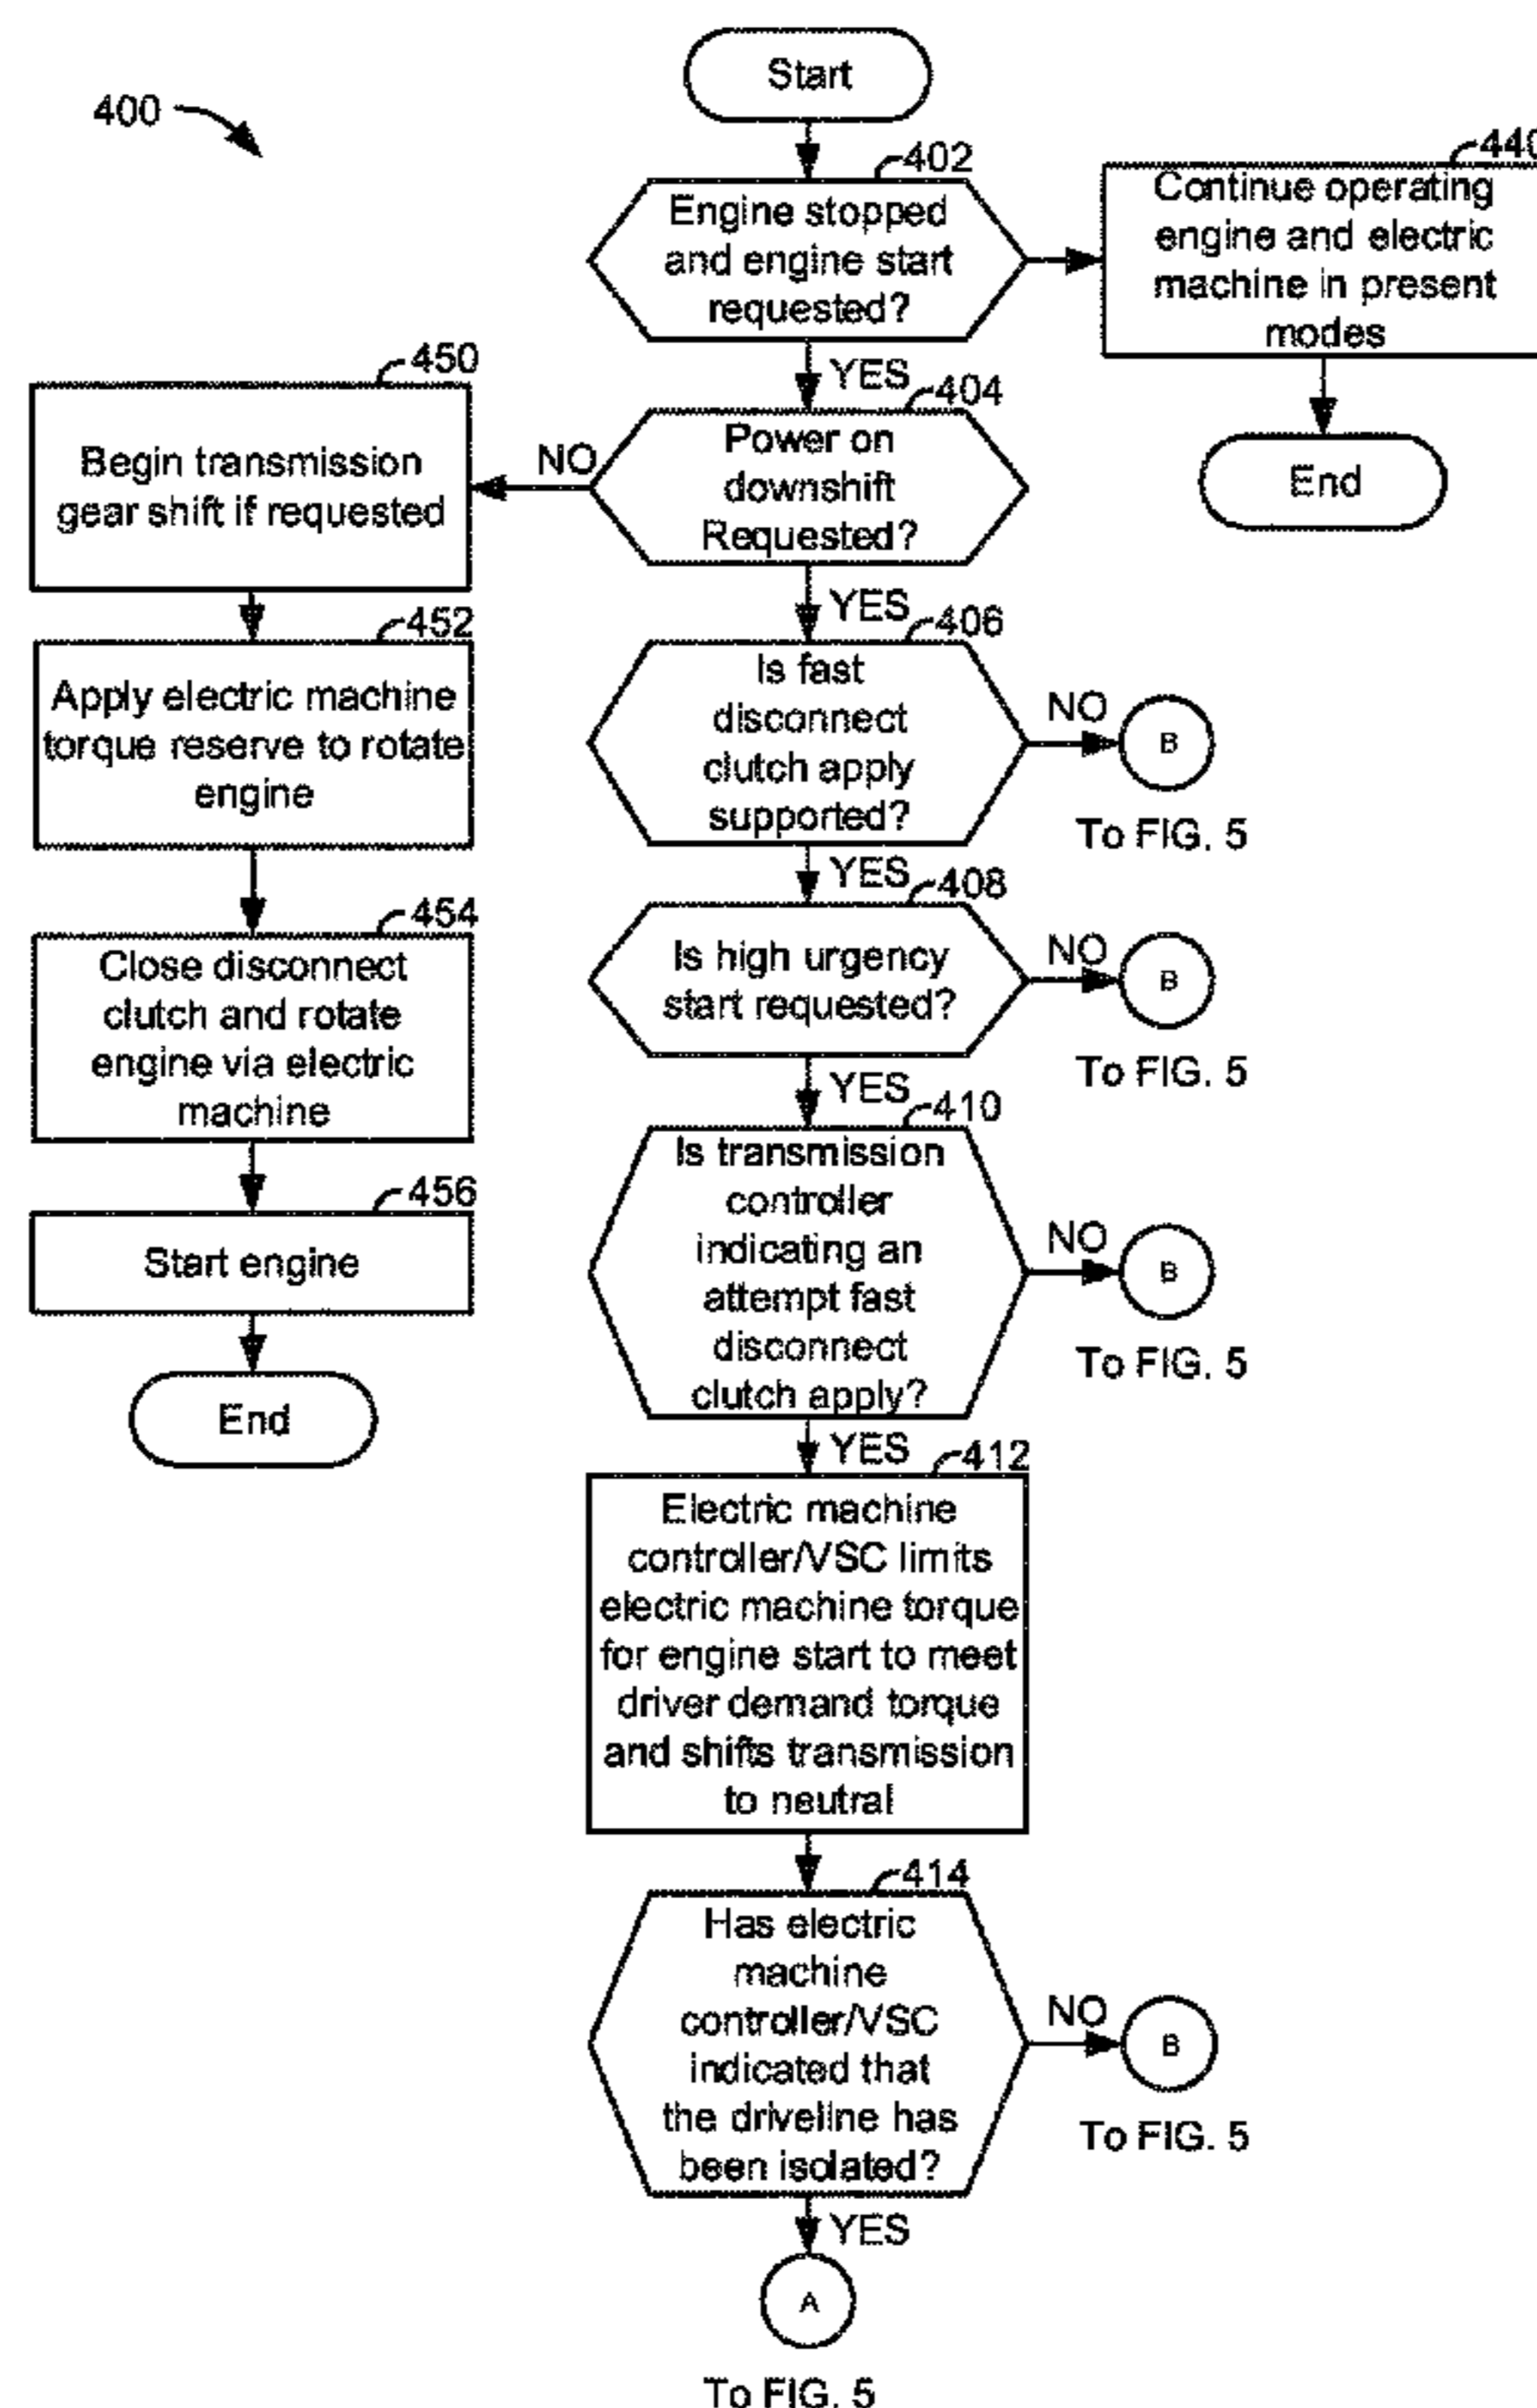 400
Start
402
Engine stopped
and engine start
requested?
440
Continue operating
engine and electric
machine in present
modes
End
YES
404
Power on
downshift
Requested?
NO
450
Begin transmission
gear shift if requested
452
Apply electric machine
torque reserve to rotate
engine
454
Close disconnect
clutch and rotate
engine via electric
machine
456
Start engine
End
YES
406
Is fast
disconnect
clutch apply
supported?
NO
B
To FIG. 5
YES
408
Is high urgency
start requested?
NO
B
To FIG. 5
YES
410
Is transmission
controller
indicating an
attempt fast
disconnect
clutch apply?
NO
B
To FIG. 5
YES
412
Electric machine
controller/VSC limits
electric machine torque
for engine start to meet
driver demand torque
and shifts transmission
to neutral
414
Has electric
machine
controller/VSC
indicated that
the driveline has
been isolated?
NO
B
To FIG. 5
YES
A
To FIG. 5